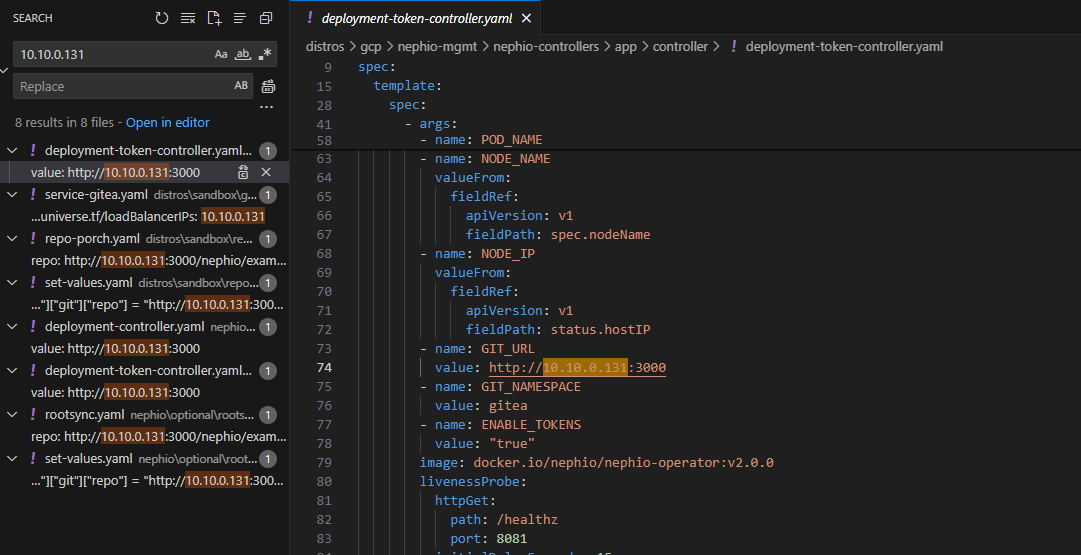 SEARCH
10.10.0.131
Aa ab .*
Replace
AB
...
8 results in 8 files - Open in editor
! deployment-token-controller.yaml... 1
value: http://10.10.0.131:3000
! service-gitea.yaml distros\sandbox\g... 1
...universe.tf/loadBalancerIPs: 10.10.0.131
! repo-porch.yaml distros\sandbox\re... 1
repo: http://10.10.0.131:3000/nephio/exam...
! set-values.yaml distros\sandbox\repo... 1
..."]["git"]["repo"] = "http://10.10.0.131:300...
! deployment-controller.yaml nephio... 1
value: http://10.10.0.131:3000
! deployment-token-controller.yaml... 1
value: http://10.10.0.131:3000
! rootsync.yaml nephio\optional\roots... 1
repo: http://10.10.0.131:3000/nephio/exam...
! set-values.yaml nephio\optional\root... 1
..."]["git"]["repo"] = "http://10.10.0.131:300...
! deployment-token-controller.yaml
distros > gcp > nephio-mgmt > nephio-controllers > app > controller > ! deployment-token-controller.yaml
9 spec:
15 template:
28 spec:
41 - args:
58 - name: POD_NAME
63 - name: NODE_NAME
64 valueFrom:
65 fieldRef:
66 apiVersion: v1
67 fieldPath: spec.nodeName
68 - name: NODE_IP
69 valueFrom:
70 fieldRef:
71 apiVersion: v1
72 fieldPath: status.hostIP
73 - name: GIT_URL
74 value: http://10.10.0.131:3000
75 - name: GIT_NAMESPACE
76 value: gitea
77 - name: ENABLE_TOKENS
78 value: "true"
79 image: docker.io/nephio/nephio-operator:v2.0.0
80 livenessProbe:
81 httpGet:
82 path: /healthz
83 port: 8081